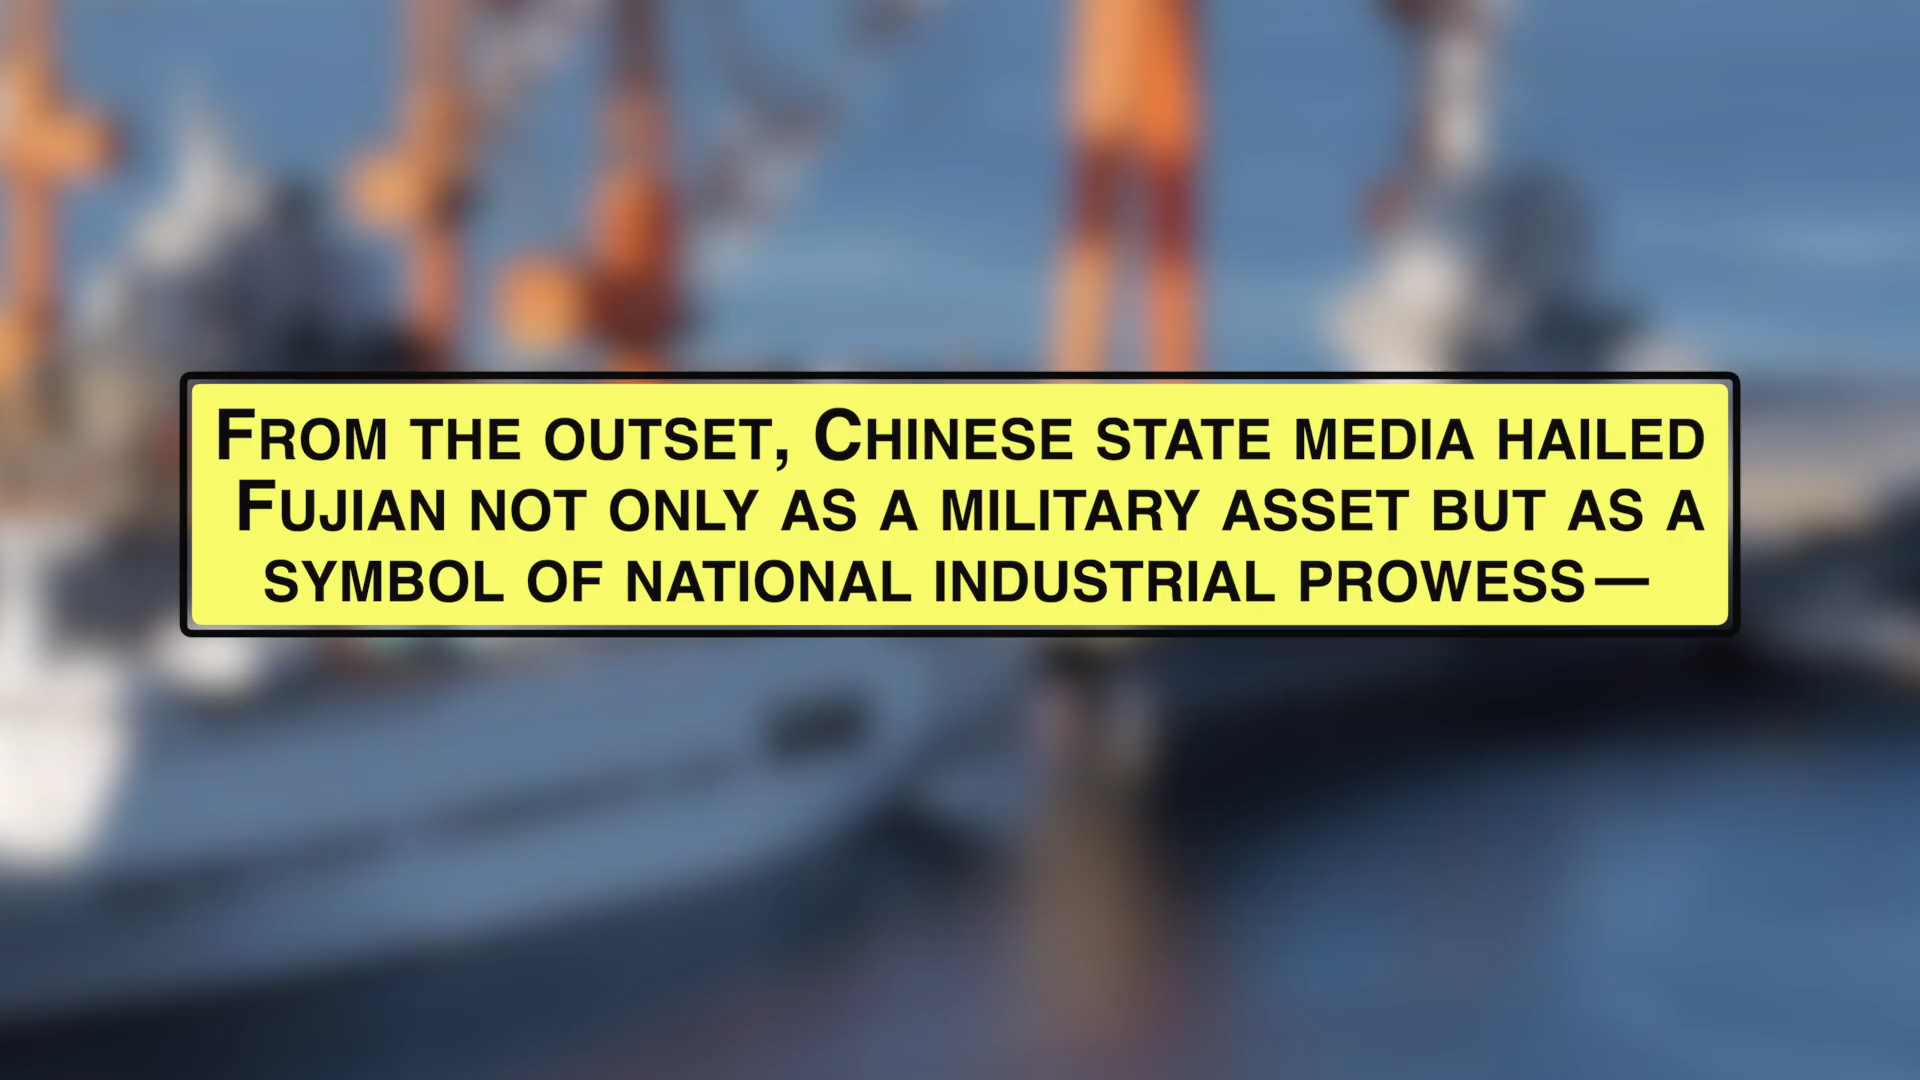 From the outset, Chinese state media hailed
Fujian not only as a military asset but as a
symbol of national industrial prowess—